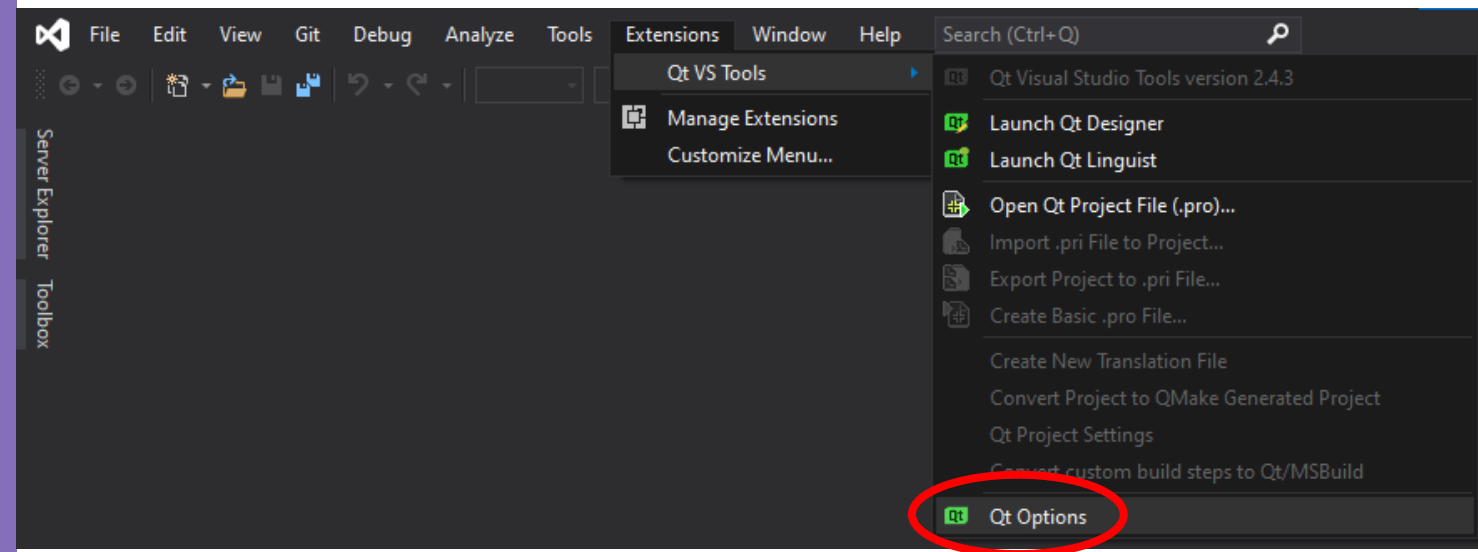 File Edit View Git Debug Analyze Tools Extensions Window Help Search (Ctrl+Q)
Qt VS Tools
Manage Extensions
Customize Menu...
Qt Visual Studio Tools version 2.4.3
Launch Qt Designer
Launch Qt Linguist
Open Qt Project File (.pro)...
Import .pri File to Project...
Export Project to .pri File...
Create Basic .pro File...
Create New Translation File
Convert Project to QMake Generated Project
Qt Project Settings
Convert custom build steps to Qt/MSBuild
Qt Options
Server Explorer
Toolbox